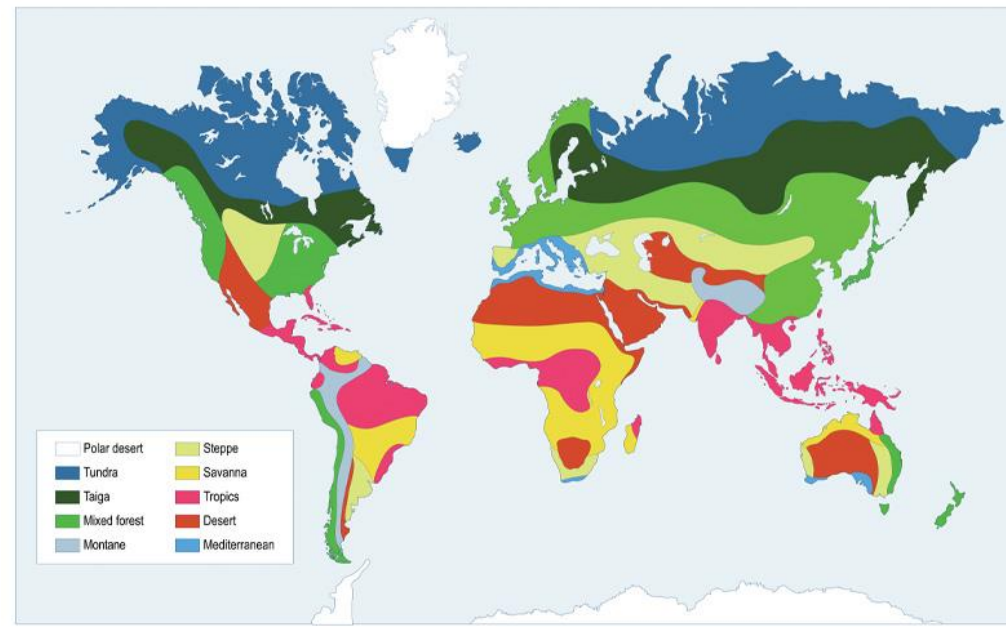 Polar desert
Tundra
Taiga
Mixed forest
Montane
Steppe
Savanna
Tropics
Desert
Mediterranean